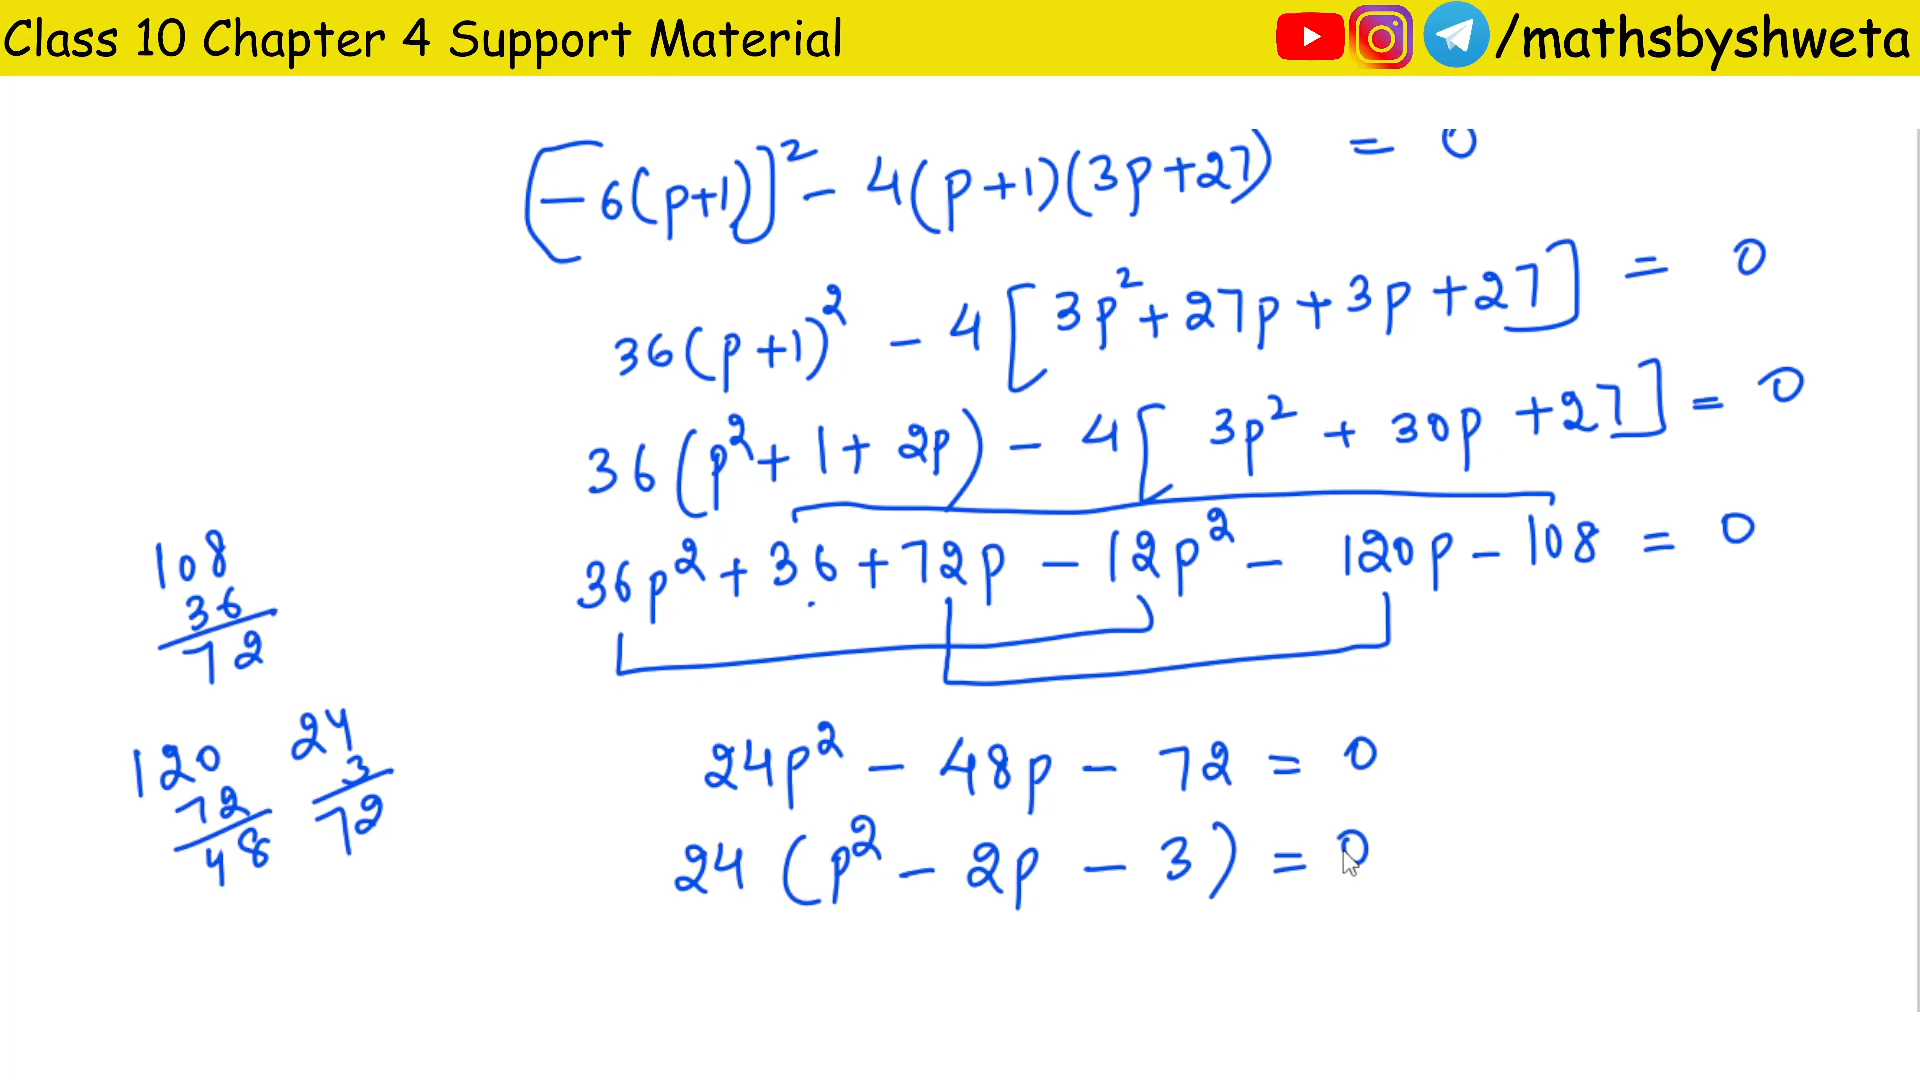 Class 10 Chapter 4 Support Material
/mathsbyshweta
[-6(p+1)]² - 4(p+1)(3p+27) = 0
36(p+1)² - 4[3p²+27p+3p+27] = 0
36(p²+1+2p) - 4[3p² + 30p +27] = 0
36p²+36+72p - 12p² - 120p - 108 = 0
24p² - 48p - 72 = 0
24(p² - 2p - 3) = 0
108
36
72
120
72
48
24
3
72